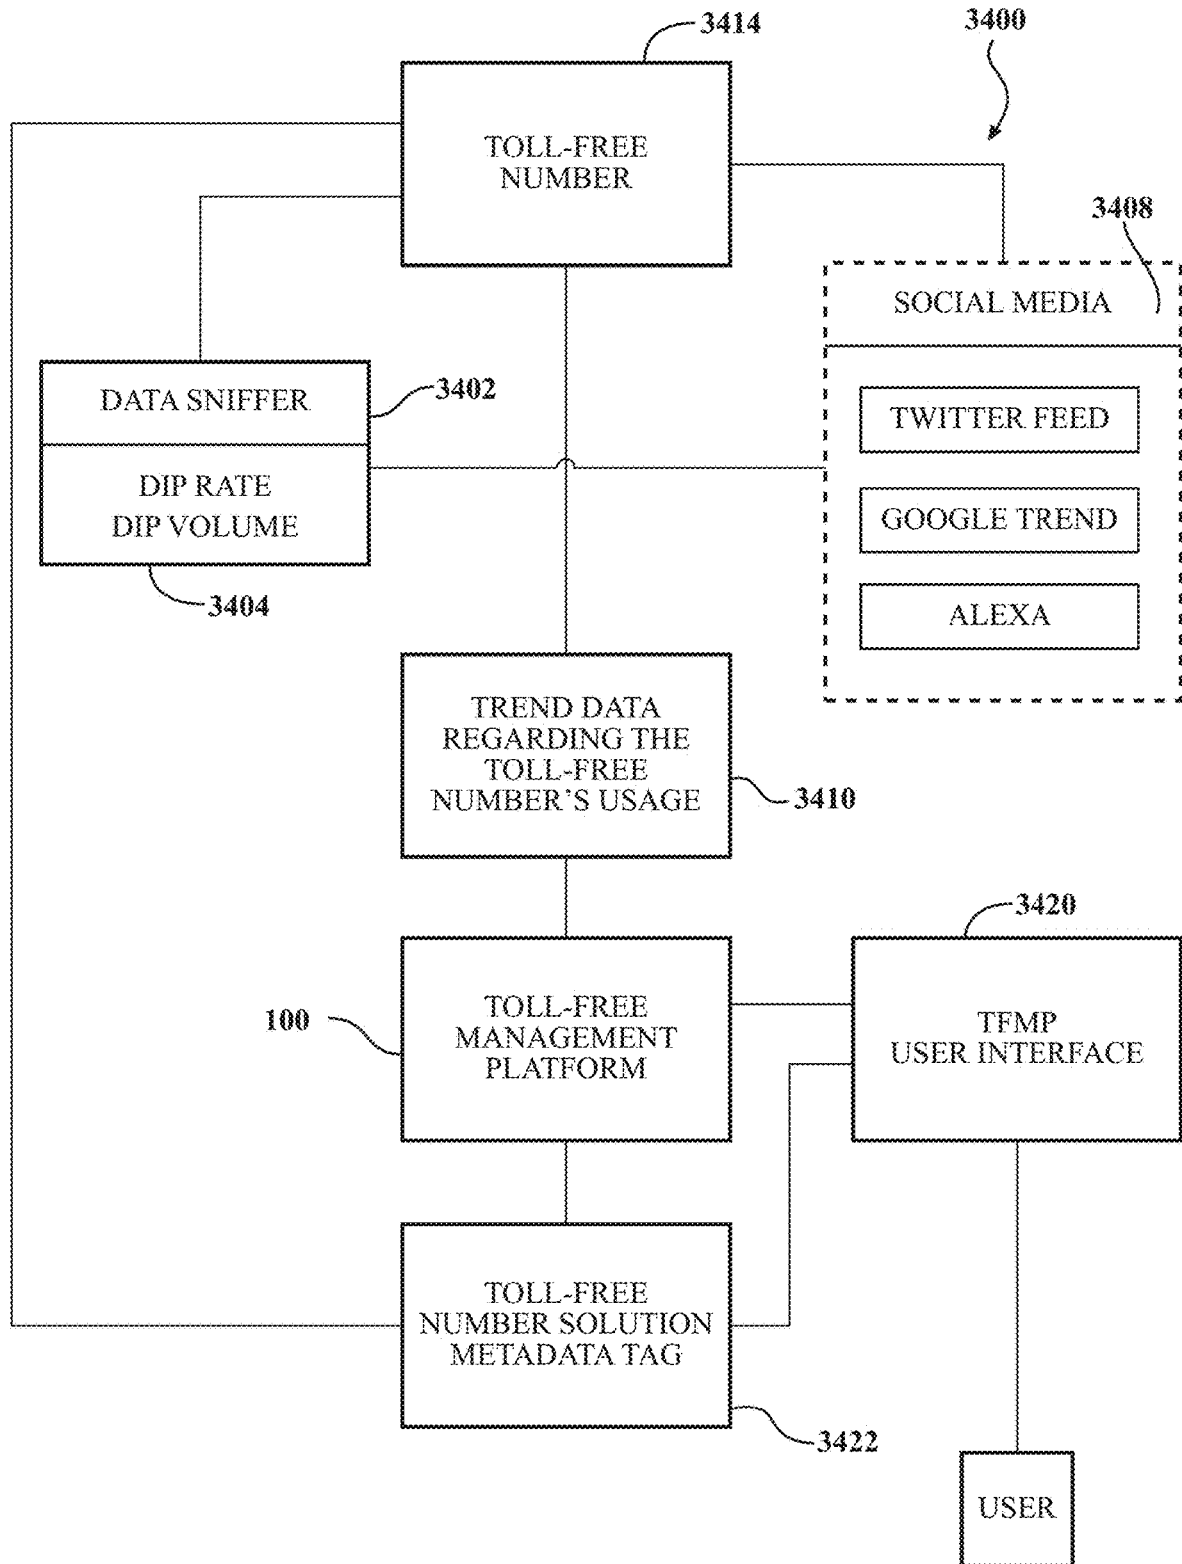 3414
3400
TOLL-FREE
NUMBER
3408
SOCIAL MEDIA
DATA SNIFFER
3402
TWITTER FEED
DIP RATE
DIP VOLUME
GOOGLE TREND
3404
ALEXA
TREND DATA
REGARDING THE
TOLL-FREE
NUMBER'S USAGE
3410
3420
100
TOLL-FREE
MANAGEMENT
PLATFORM
TFMP
USER INTERFACE
TOLL-FREE
NUMBER SOLUTION
METADATA TAG
3422
USER